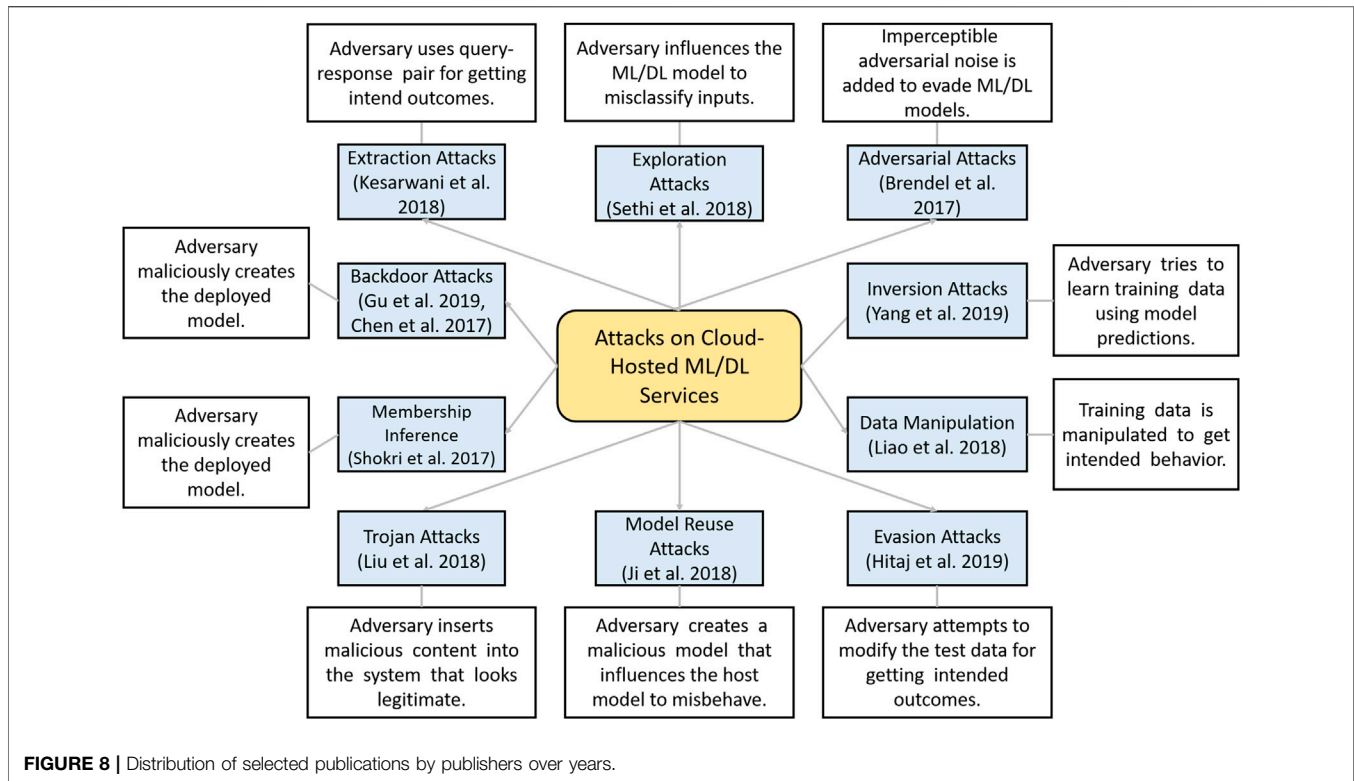 Adversary uses query-
response pair for getting
intend outcomes.
Adversary influences the
ML/DL model to
misclassify inputs.
Imperceptible
adversarial noise is
added to evade ML/DL
models.
Extraction Attacks
(Kesarwani et al.
2018)
Exploration
Attacks
(Sethi et al. 2018)
Adversarial Attacks
(Brendel et al.
2017)
Adversary
maliciously creates
the deployed
model.
Backdoor Attacks
(Gu et al. 2019,
Chen et al. 2017)
Inversion Attacks
(Yang et al. 2019)
Adversary tries to
learn training data
using model
predictions.
Attacks on Cloud-
Hosted ML/DL
Services
Adversary
maliciously creates
the deployed
model.
Membership
Inference
(Shokri et al. 2017)
Data Manipulation
(Liao et al. 2018)
Training data is
manipulated to get
intended behavior.
Trojan Attacks
(Liu et al. 2018)
Model Reuse
Attacks
(Ji et al. 2018)
Evasion Attacks
(Hitaj et al. 2019)
Adversary inserts
malicious content into
the system that looks
legitimate.
Adversary creates a
malicious model that
influences the host
model to misbehave.
Adversary attempts to
modify the test data for
getting intended
outcomes.
FIGURE 8 | Distribution of selected publications by publishers over years.